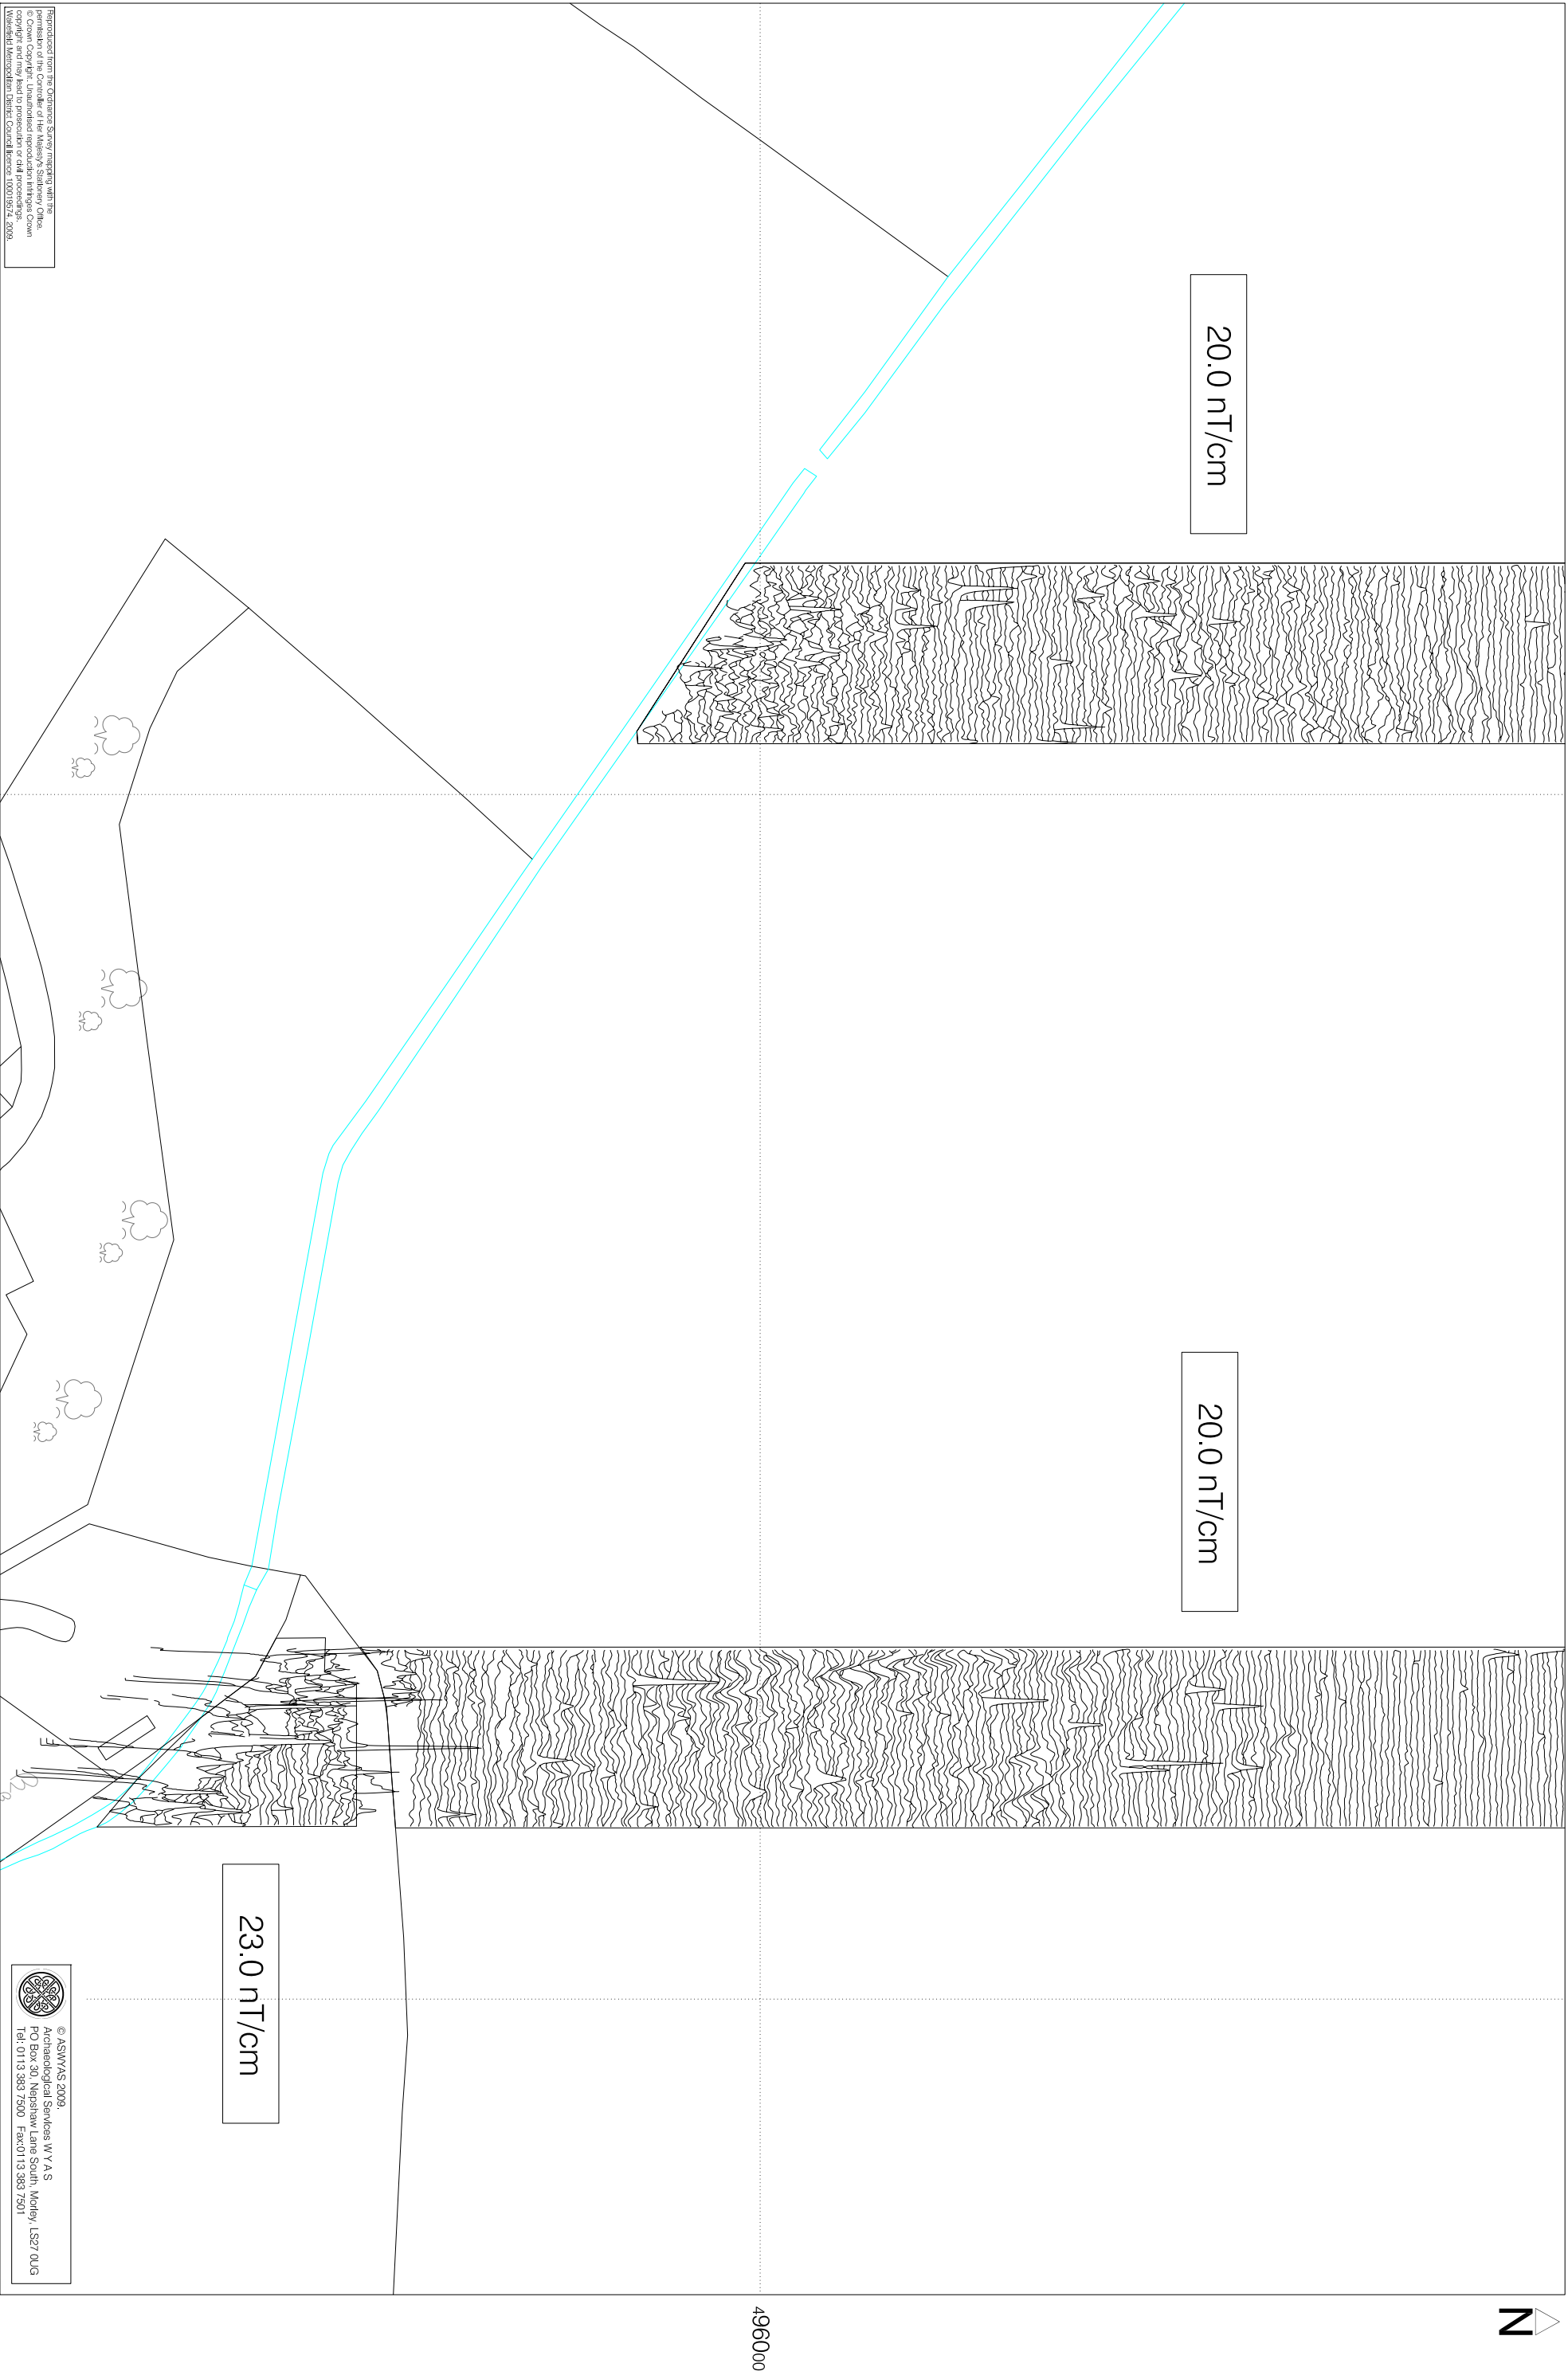 Reproduced from the Ordnance Survey mapping with the
permission of the Controller of Her Majesty's Stationery Office.
© Crown Copyright. Unauthorised reproduction infringes Crown
copyright and may lead to prosecution or civil proceedings.
Wakefield Metropolitan District Council licence 100019574, 2009.
20.0 nT/cm
20.0 nT/cm
23.0 nT/cm
© ASWYAS 2009.
Archaeological Services W Y A S
PO Box 30, Nepshaw Lane South, Morley, LS27 0UG
Tel: 0113 383 7500 Fax:0113 383 7501
496000
N